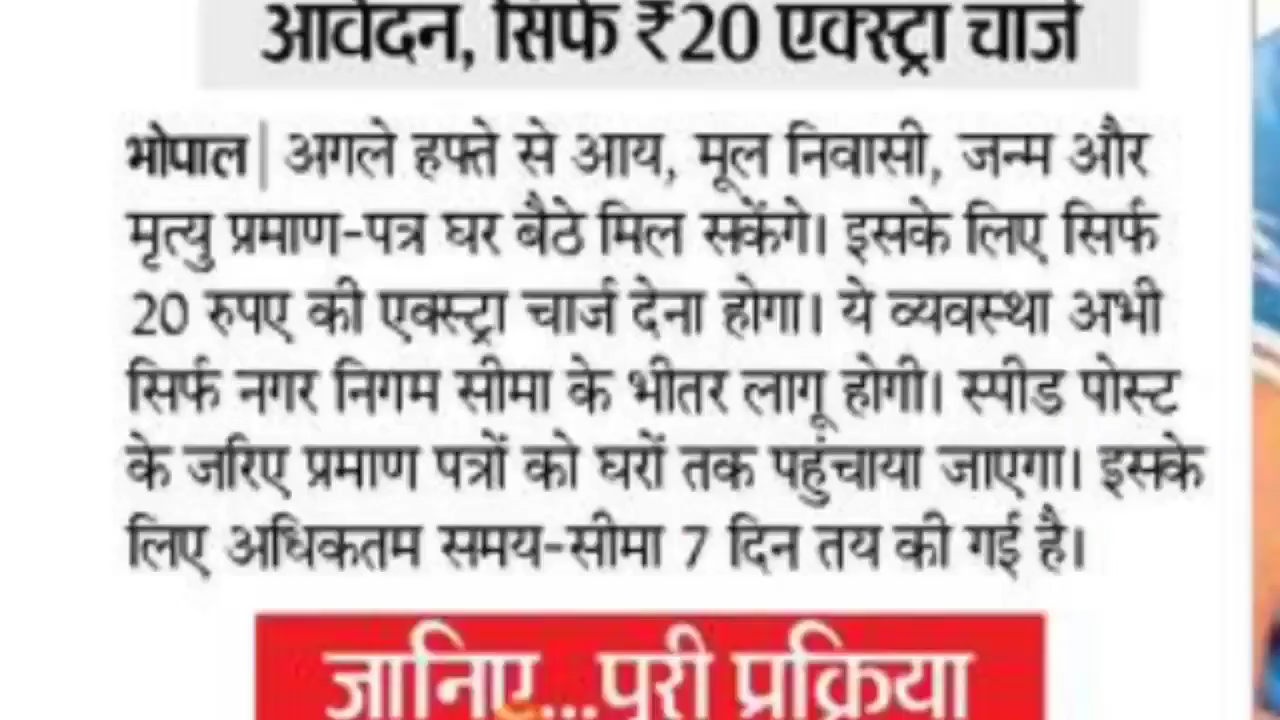 आवेदन, सिर्फ ₹20 एक्स्ट्रा चार्ज
भोपाल | अगले हफ्ते से आय, मूल निवासी, जन्म और
मृत्यु प्रमाण-पत्र घर बैठे मिल सकेंगे। इसके लिए सिर्फ
20 रुपए की एक्स्ट्रा चार्ज देना होगा। ये व्यवस्था अभी
सिर्फ नगर निगम सीमा के भीतर लागू होगी। स्पीड पोस्ट
के जरिए प्रमाण पत्रों को घरों तक पहुंचाया जाएगा। इसके
लिए अधिकतम समय-सीमा 7 दिन तय की गई है।
जानिए...पूरी प्रक्रिया